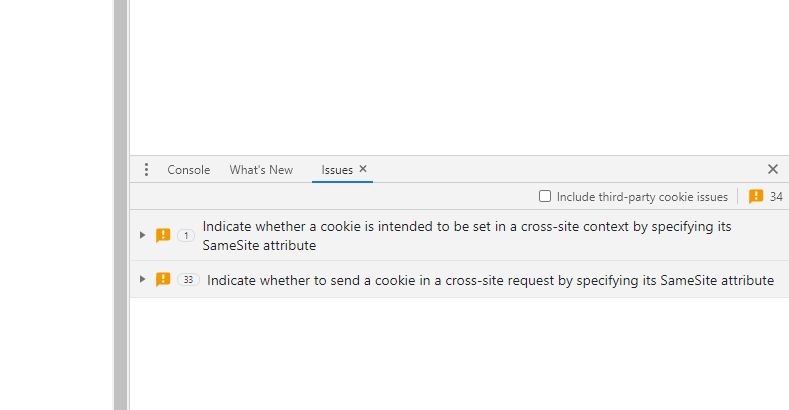 Console What's New Issues ×
Include third-party cookie issues 34
1 Indicate whether a cookie is intended to be set in a cross-site context by specifying its
SameSite attribute
33 Indicate whether to send a cookie in a cross-site request by specifying its SameSite attribute